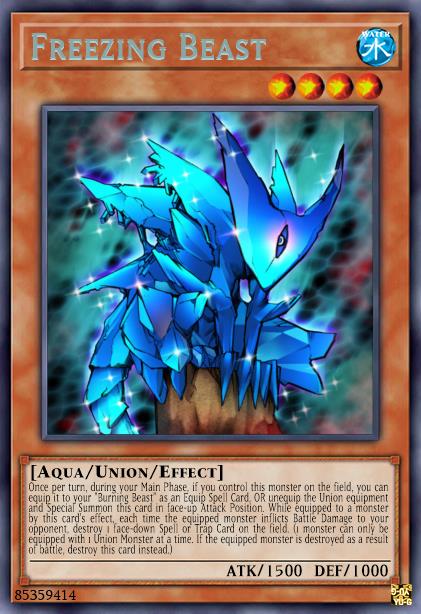 FREEZING BEAST
WATER
水
[AQUA/UNION/EFFECT]
Once per turn, during your Main Phase, if you control this monster on the field, you can
equip it to your "Burning Beast" as an Equip Spell Card, OR unequip the Union equipment
and Special Summon this card in face-up Attack Position. While equipped to a monster
by this card's effect, each time the equipped monster inflicts Battle Damage to your
opponent, destroy 1 face-down Spell or Trap Card on the field. (1 monster can only be
equipped with 1 Union Monster at a time. If the equipped monster is destroyed as a result
of battle, destroy this card instead.)
ATK/1500 DEF/1000
85359414